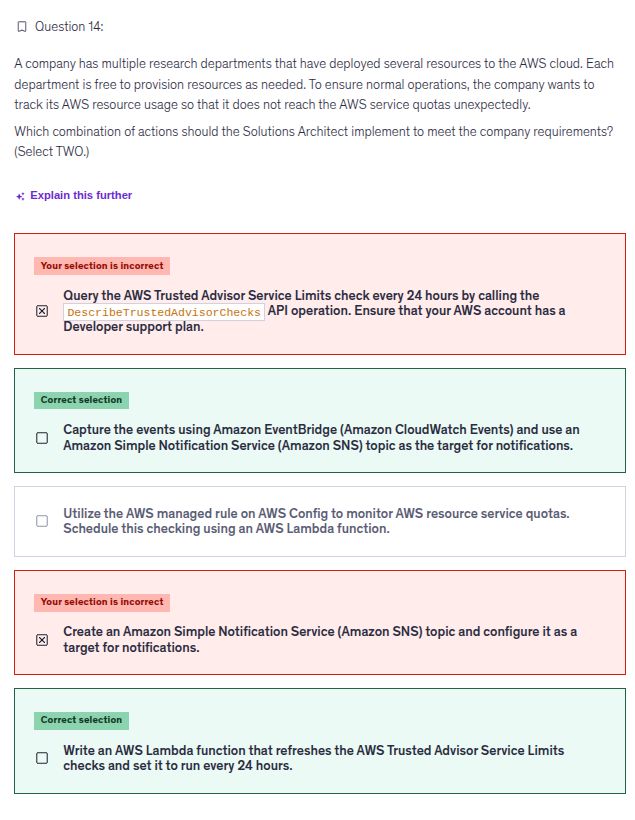 Question 14:
A company has multiple research departments that have deployed several resources to the AWS cloud. Each
department is free to provision resources as needed. To ensure normal operations, the company wants to
track its AWS resource usage so that it does not reach the AWS service quotas unexpectedly.
Which combination of actions should the Solutions Architect implement to meet the company requirements?
(Select TWO.)
Explain this further
Your selection is incorrect
Query the AWS Trusted Advisor Service Limits check every 24 hours by calling the
DescribeTrustedAdvisorChecks API operation. Ensure that your AWS account has a
Developer support plan.
Correct selection
Capture the events using Amazon EventBridge (Amazon CloudWatch Events) and use an
Amazon Simple Notification Service (Amazon SNS) topic as the target for notifications.
Utilize the AWS managed rule on AWS Config to monitor AWS resource service quotas.
Schedule this checking using an AWS Lambda function.
Your selection is incorrect
Create an Amazon Simple Notification Service (Amazon SNS) topic and configure it as a
target for notifications.
Correct selection
Write an AWS Lambda function that refreshes the AWS Trusted Advisor Service Limits
checks and set it to run every 24 hours.